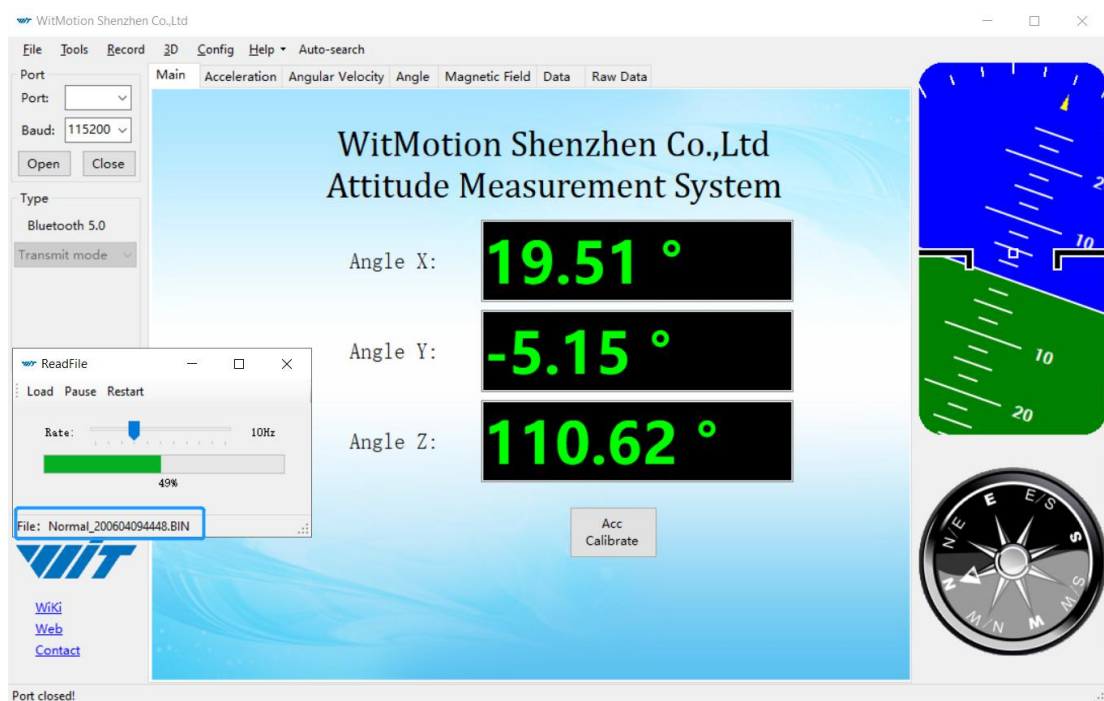 WitMotion Shenzhen Co.,Ltd
File Tools Record 3D Config Help Auto-search
Port
Port:
Baud: 115200
Open Close
Type
Bluetooth 5.0
Transmit mode
Main Acceleration Angular Velocity Angle Magnetic Field Data Raw Data
WitMotion Shenzhen Co.,Ltd
Attitude Measurement System
Angle X: 19.51 °
Angle Y: -5.15 °
Angle Z: 110.62 °
Acc
Calibrate
ReadFile
Load Pause Restart
Rate: 10Hz
49%
File: Normal_200604094448.BIN
WIT
WiKi
Web
Contact
2
10
10
20
E
E/S
S
S/W
W
W/N
N
N/E
Port closed!